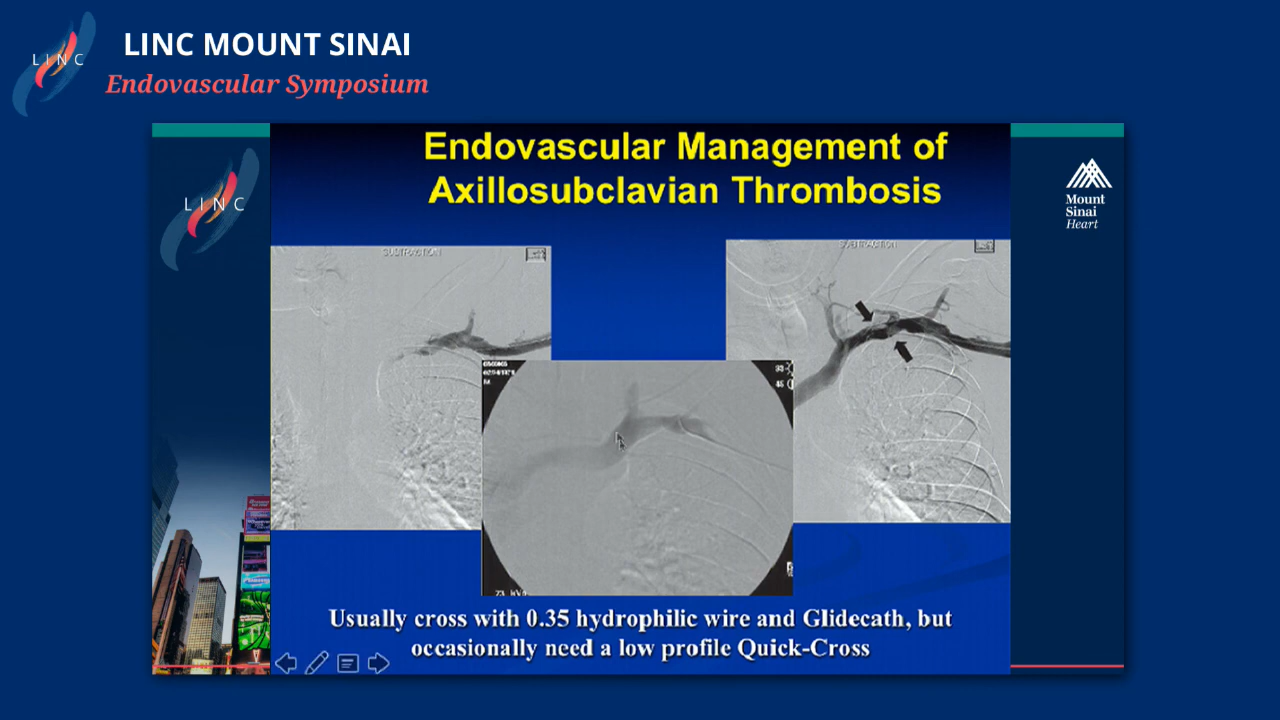 LINC
LINC MOUNT SINAI
Endovascular Symposium
LINC
Endovascular Management of
Axillosubclavian Thrombosis
Mount
Sinai
Heart
SUBTRACTION
SUBTRACTION
Usually cross with 0.35 hydrophilic wire and Glidecath, but
occasionally need a low profile Quick-Cross